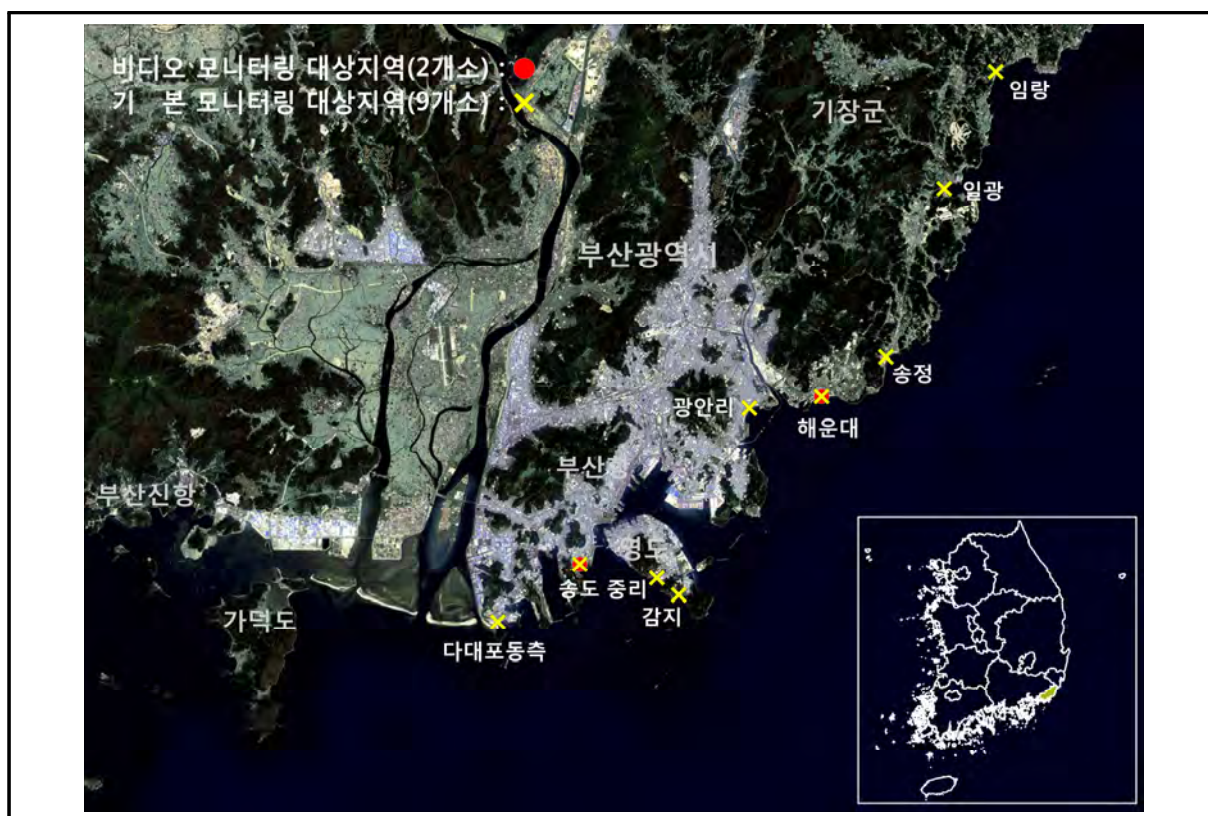 비디오 모니터링 대상지역(2개소) :
기 본 모니터링 대상지역(9개소) :
임랑
기장군
일광
부산광역시
송정
광안리
해운대
부산
부산진항
영도
송도 중리
감지
가덕도
다대포동측